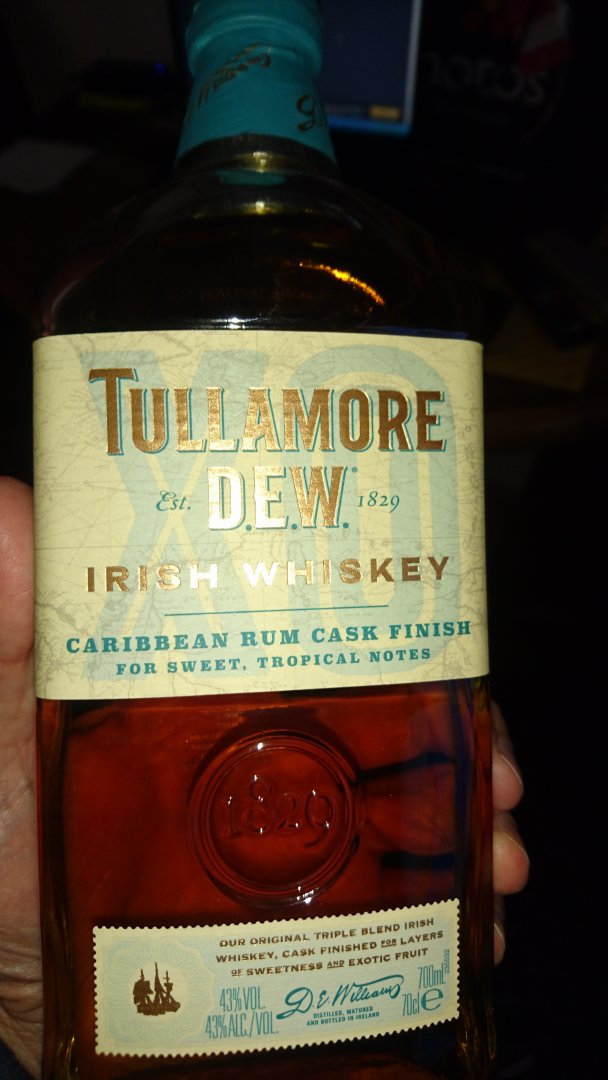 XO
TULLAMORE
Est. D.E.W. 1829
IRISH WHISKEY
CARIBBEAN RUM CASK FINISH
FOR SWEET, TROPICAL NOTES
1829
OUR ORIGINAL TRIPLE BLEND IRISH
WHISKEY, CASK FINISHED FOR LAYERS
OF SWEETNESS AND EXOTIC FRUIT
43% VOL
43%ALC./VOL.
D.E. Williams
DISTILLED, MATURED
AND BOTTLED IN IRELAND
700mL
70cl e